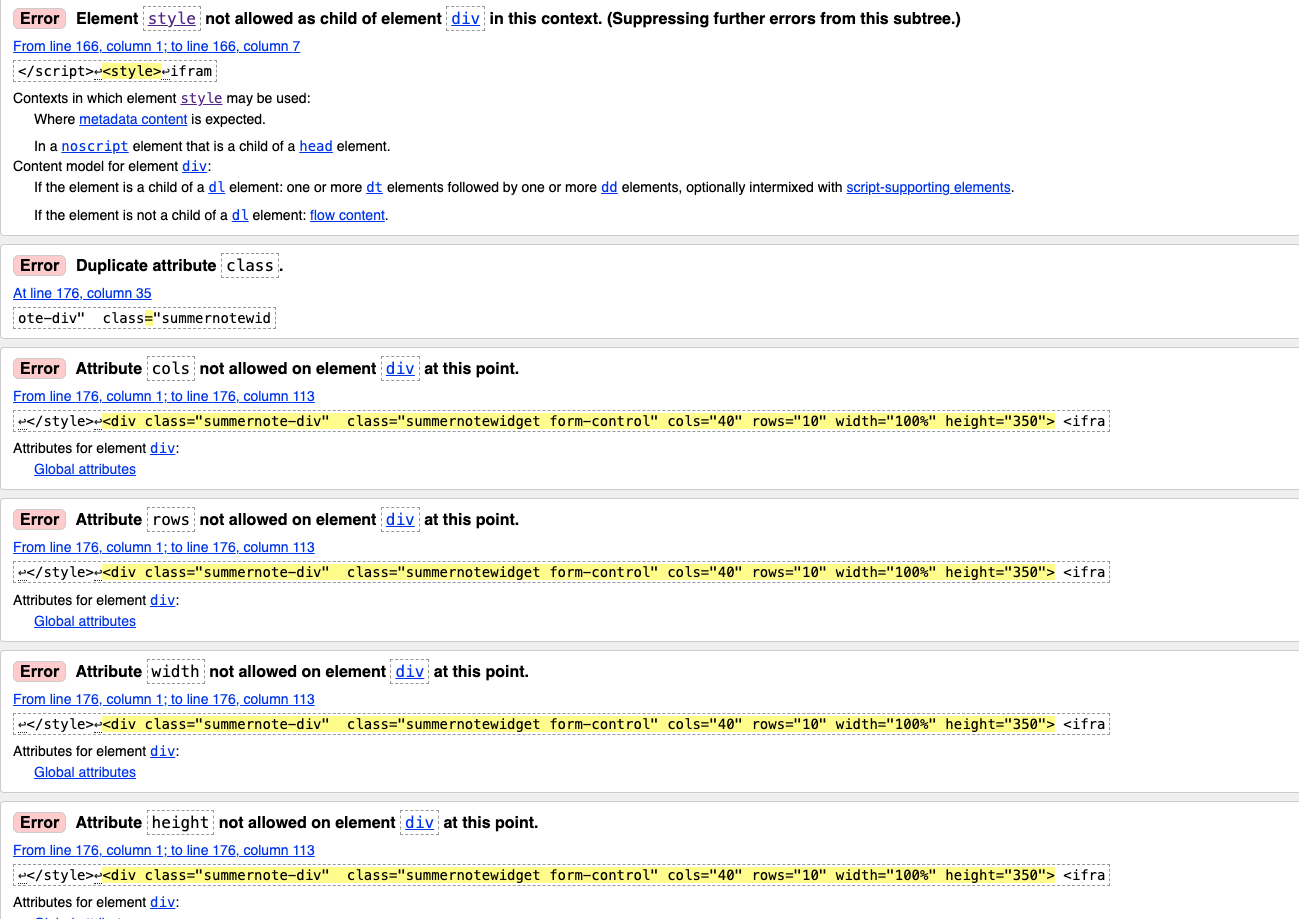 Error Element style not allowed as child of element div in this context. (Suppressing further errors from this subtree.)
From line 166, column 1; to line 166, column 7
</script>↩<style>↩ifram
Contexts in which element style may be used:
Where metadata content is expected.
In a noscript element that is a child of a head element.
Content model for element div:
If the element is a child of a dl element: one or more dt elements followed by one or more dd elements, optionally intermixed with script-supporting elements.
If the element is not a child of a dl element: flow content.
Error Duplicate attribute class.
At line 176, column 35
ote-div"  class="summernotewid
Error Attribute cols not allowed on element div at this point.
From line 176, column 1; to line 176, column 113
↩</style>↩<div class="summernote-div"  class="summernotewidget form-control" cols="40" rows="10" width="100%" height="350"> <ifra
Attributes for element div:
Global attributes
Error Attribute rows not allowed on element div at this point.
From line 176, column 1; to line 176, column 113
↩</style>↩<div class="summernote-div"  class="summernotewidget form-control" cols="40" rows="10" width="100%" height="350"> <ifra
Attributes for element div:
Global attributes
Error Attribute width not allowed on element div at this point.
From line 176, column 1; to line 176, column 113
↩</style>↩<div class="summernote-div"  class="summernotewidget form-control" cols="40" rows="10" width="100%" height="350"> <ifra
Attributes for element div:
Global attributes
Error Attribute height not allowed on element div at this point.
From line 176, column 1; to line 176, column 113
↩</style>↩<div class="summernote-div"  class="summernotewidget form-control" cols="40" rows="10" width="100%" height="350"> <ifra
Attributes for element div: